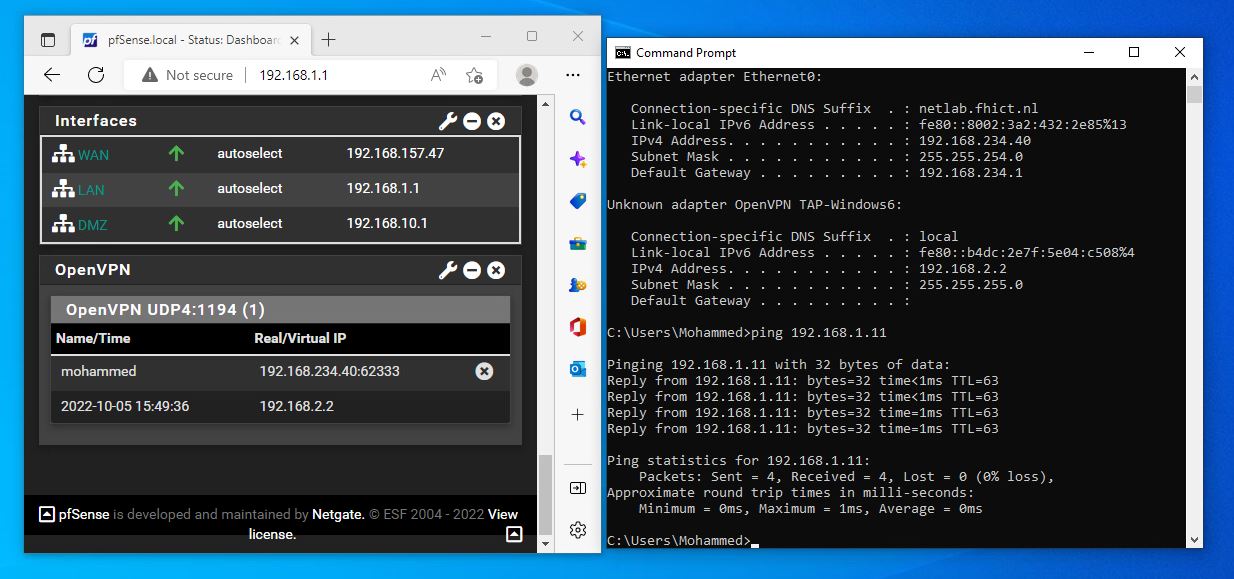 pfSense.local - Status: Dashboard
Not secure
192.168.1.1
Interfaces
WAN autoselect 192.168.157.47
LAN autoselect 192.168.1.1
DMZ autoselect 192.168.10.1
OpenVPN
OpenVPN UDP4:1194 (1)
Name/Time Real/Virtual IP
mohammed 192.168.234.40:62333
2022-10-05 15:49:36 192.168.2.2
pfSense is developed and maintained by Netgate. © ESF 2004 - 2022 View
license.
Command Prompt
Ethernet adapter Ethernet0:
Connection-specific DNS Suffix  . : netlab.fhict.nl
Link-local IPv6 Address . . . . . : fe80::8002:3a2:432:2e85%13
IPv4 Address. . . . . . . . . . . : 192.168.234.40
Subnet Mask . . . . . . . . . . . : 255.255.254.0
Default Gateway . . . . . . . . . : 192.168.234.1
Unknown adapter OpenVPN TAP-Windows6:
Connection-specific DNS Suffix  . : local
Link-local IPv6 Address . . . . . : fe80::b4dc:2e7f:5e04:c508%4
IPv4 Address. . . . . . . . . . . : 192.168.2.2
Subnet Mask . . . . . . . . . . . : 255.255.255.0
Default Gateway . . . . . . . . . :
C:\Users\Mohammed>ping 192.168.1.11
Pinging 192.168.1.11 with 32 bytes of data:
Reply from 192.168.1.11: bytes=32 time<1ms TTL=63
Reply from 192.168.1.11: bytes=32 time<1ms TTL=63
Reply from 192.168.1.11: bytes=32 time=1ms TTL=63
Reply from 192.168.1.11: bytes=32 time=1ms TTL=63
Ping statistics for 192.168.1.11:
Packets: Sent = 4, Received = 4, Lost = 0 (0% loss),
Approximate round trip times in milli-seconds:
Minimum = 0ms, Maximum = 1ms, Average = 0ms
C:\Users\Mohammed>